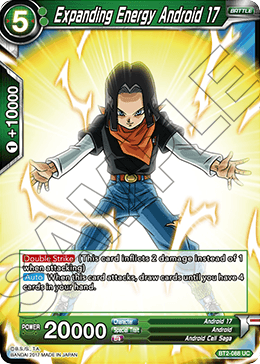 BATTLE
5
Expanding Energy Android 17
+10000
SAMPLE
Double Strike (This card inflicts 2 damage instead of 1
when attacking)
Auto When this card attacks, draw cards until you have 4
cards in your hand.
POWER 20000
Character Android 17
Special Trait Android
Era Android Cell Saga
©B.S./S., T.A.
BANDAI 2017 MADE IN JAPAN
BT2-088 UC